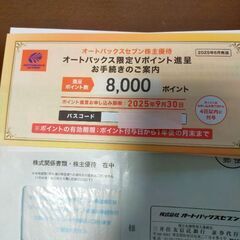 2025年6月発送
オートバックスセブン株主優待
オートバックス限定Vポイント進呈
お手続きのご案内
進呈ポイント数 8,000 ポイント
ポイント進呈お申し込み期限 2025年9月30日
パスコード
※ポイントの有効期限:ポイント付与日から1年後の月末まで
株式関係書類・株主優待 在中
株式会社 オートバックスセブン